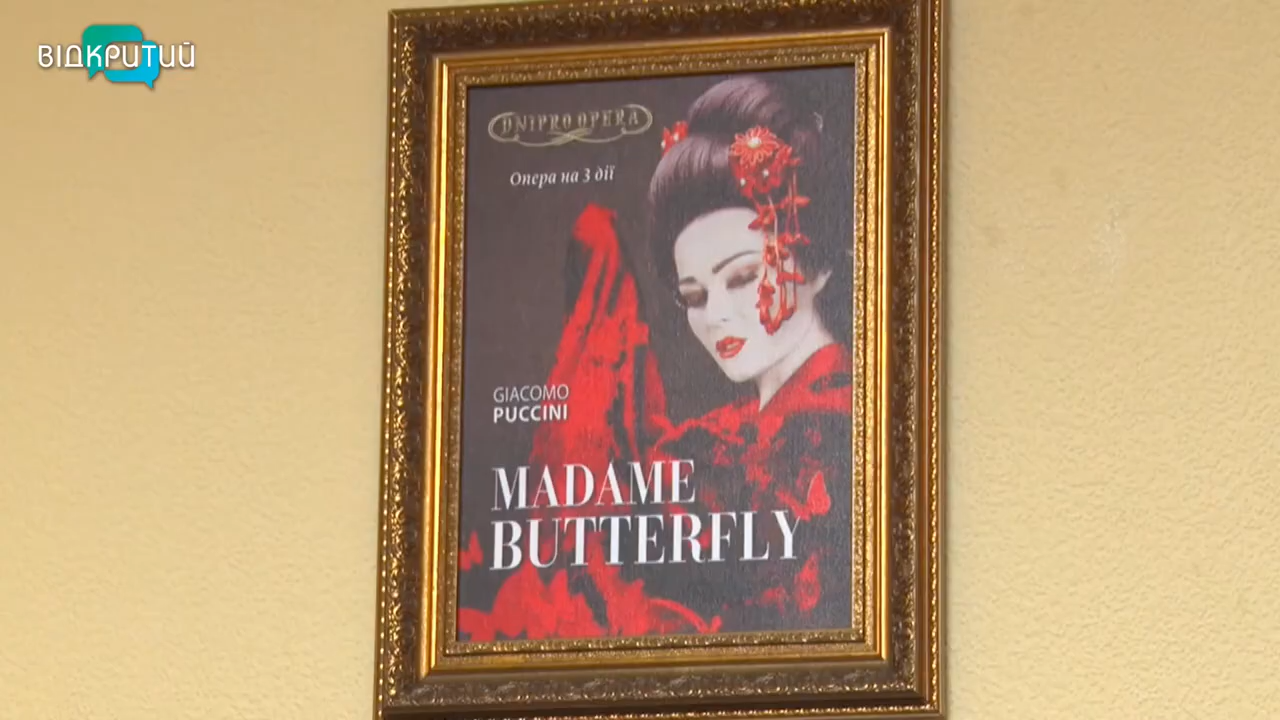 ВІДКРИТИЙ
DNIPRO OPERA
Опера на 3 дії
GIACOMO
PUCCINI
MADAME
BUTTERFLY